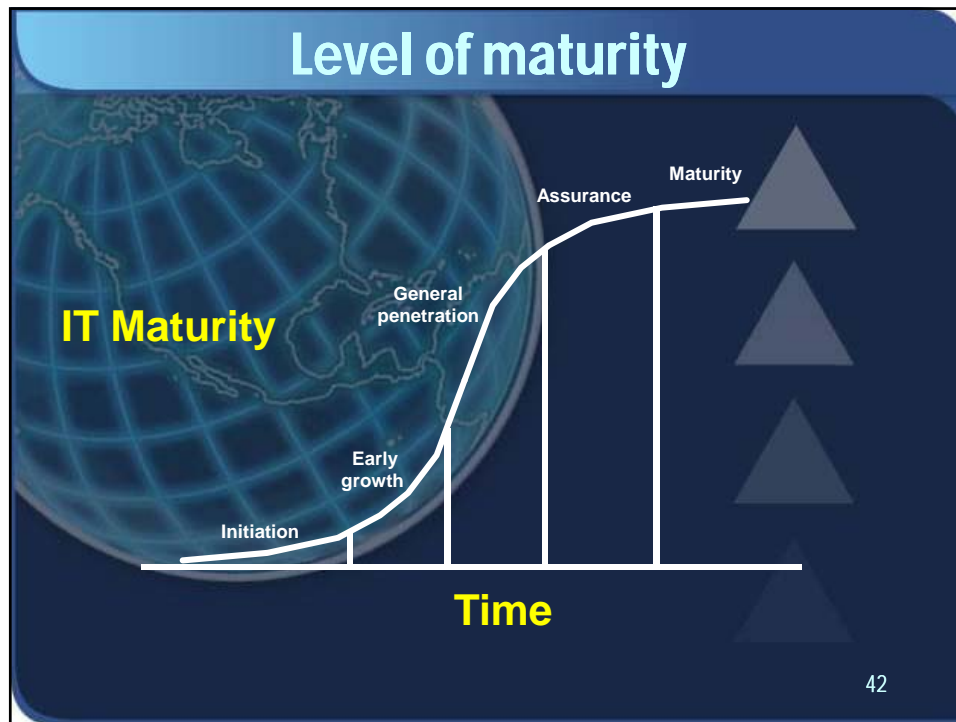 Level of maturity
Maturity
Assurance
General
penetration
IT Maturity
Early
growth
Initiation
Time
42